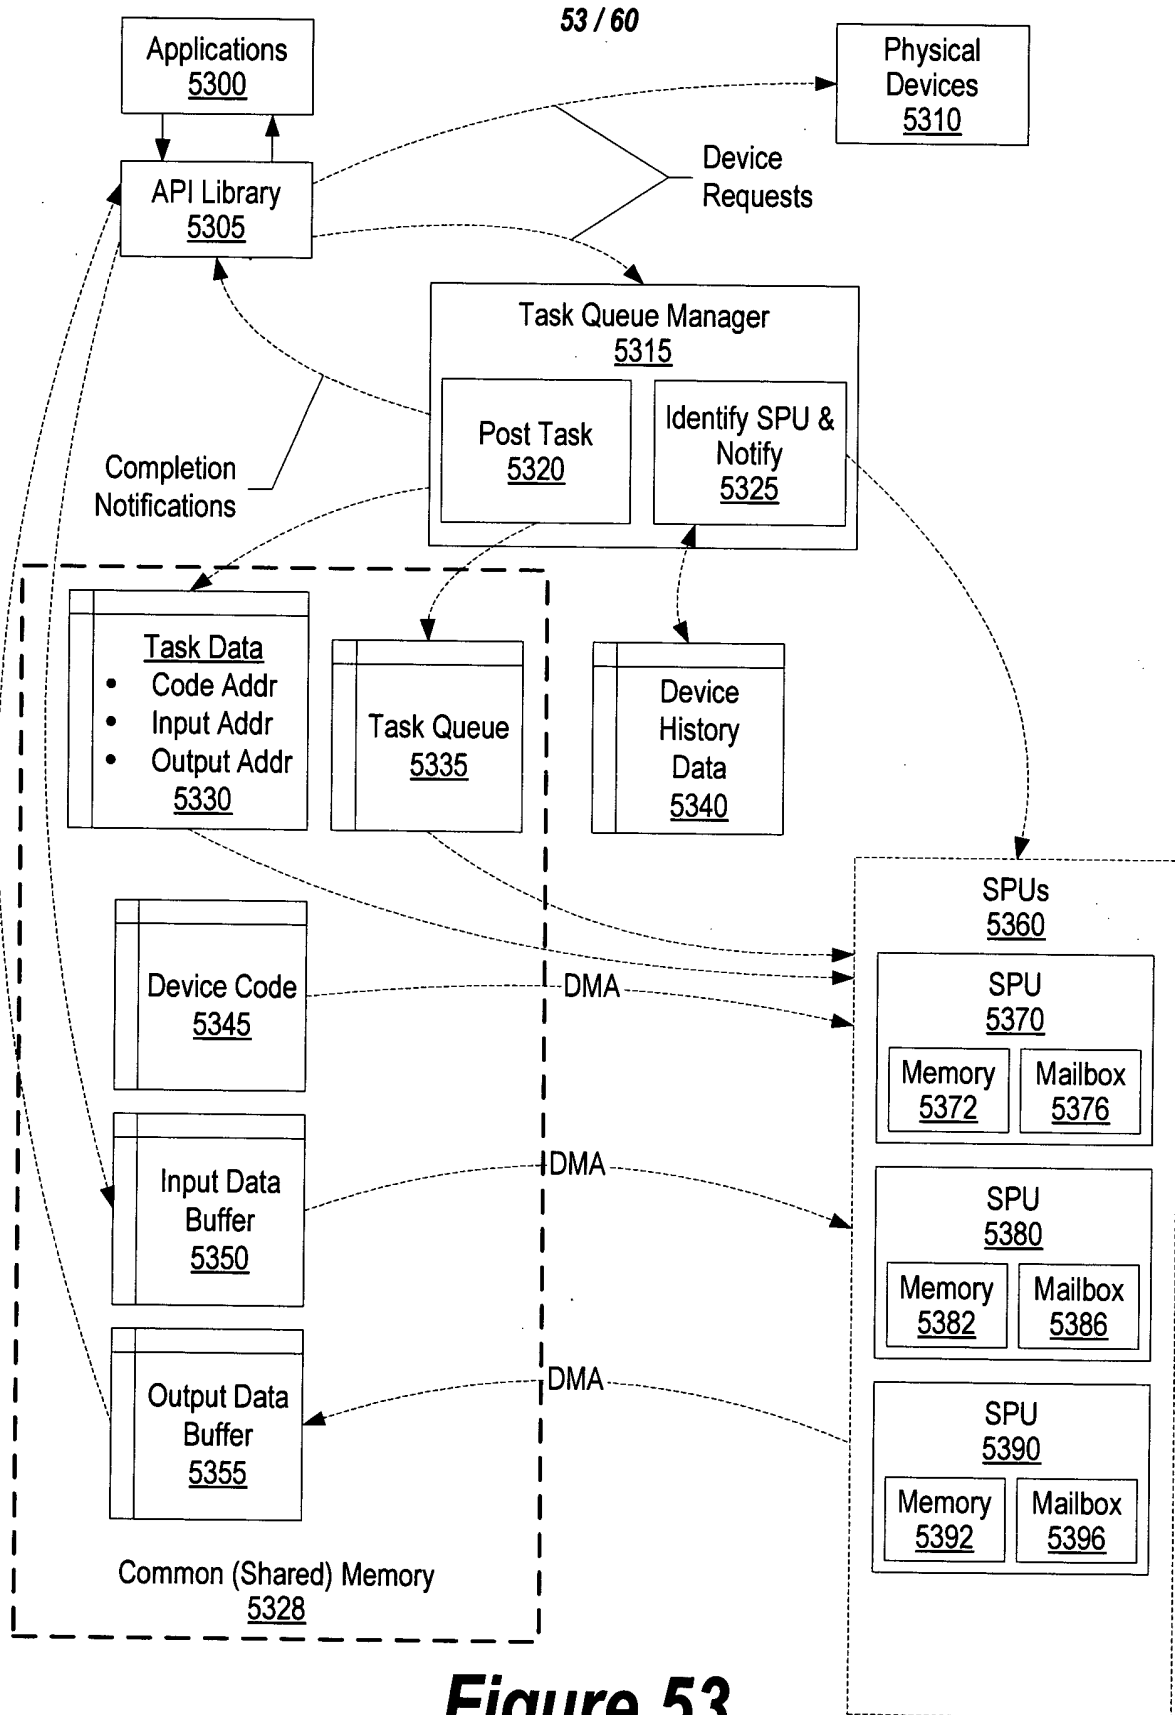 53 / 60
Applications
5300
Physical
Devices
5310
API Library
5305
Device
Requests
Task Queue Manager
5315
Post Task
5320
Identify SPU &
Notify
5325
Completion
Notifications
Task Data
• Code Addr
• Input Addr
• Output Addr
5330
Task Queue
5335
Device
History
Data
5340
SPUs
5360
Device Code
5345
DMA
SPU
5370
Memory
5372
Mailbox
5376
Input Data
Buffer
5350
DMA
SPU
5380
Memory
5382
Mailbox
5386
Output Data
Buffer
5355
DMA
SPU
5390
Memory
5392
Mailbox
5396
Common (Shared) Memory
5328
Figure 53